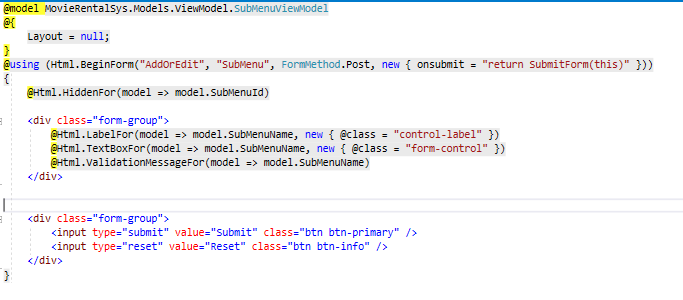 @model MovieRentalSys.Models.ViewModel.SubMenuViewModel
@{
    Layout = null;
}
@using (Html.BeginForm("AddOrEdit", "SubMenu", FormMethod.Post, new { onsubmit = "return SubmitForm(this)" }))
{
    @Html.HiddenFor(model => model.SubMenuId)
    <div class="form-group">
        @Html.LabelFor(model => model.SubMenuName, new { @class = "control-label" })
        @Html.TextBoxFor(model => model.SubMenuName, new { @class = "form-control" })
        @Html.ValidationMessageFor(model => model.SubMenuName)
    </div>
    <div class="form-group">
        <input type="submit" value="Submit" class="btn btn-primary" />
        <input type="reset" value="Reset" class="btn btn-info" />
    </div>
}